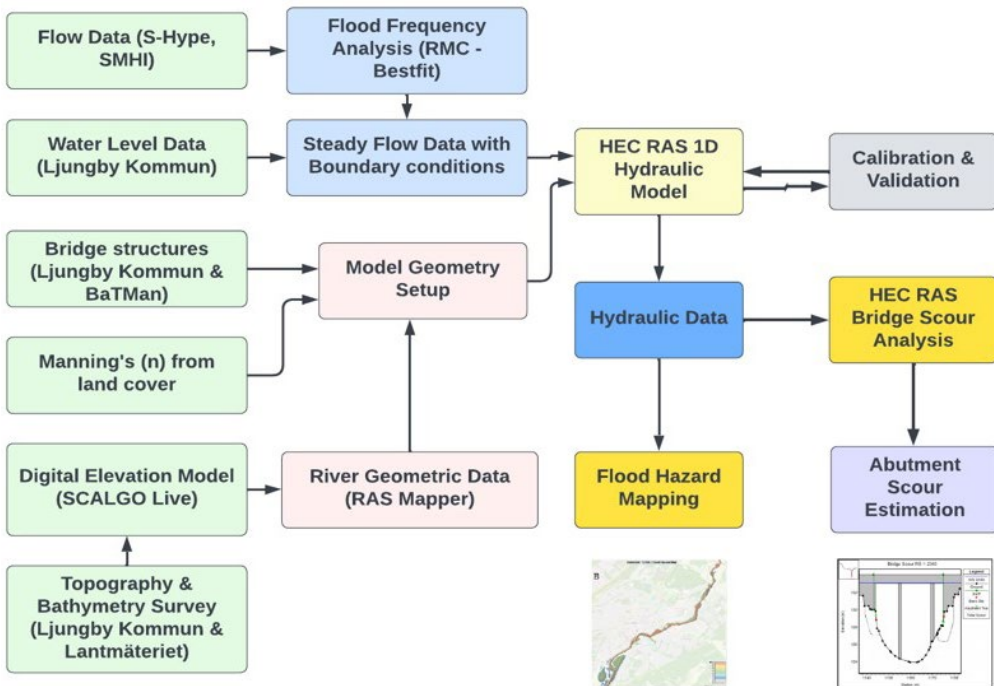 Flow Data (S-Hype,
SMHI)
Flood Frequency
Analysis (RMC -
Bestfit)
Water Level Data
(Ljungby Kommun)
Steady Flow Data with
Boundary conditions
HEC RAS 1D
Hydraulic
Model
Calibration &
Validation
Bridge structures
(Ljungby Kommun &
BaTMan)
Model Geometry
Setup
Hydraulic Data
HEC RAS
Bridge Scour
Analysis
Manning's (n) from
land cover
Digital Elevation Model
(SCALGO Live)
River Geometric Data
(RAS Mapper)
Flood Hazard
Mapping
Abutment
Scour
Estimation
Topography &
Bathymetry Survey
(Ljungby Kommun &
Lantmäteriet)
B
Legend